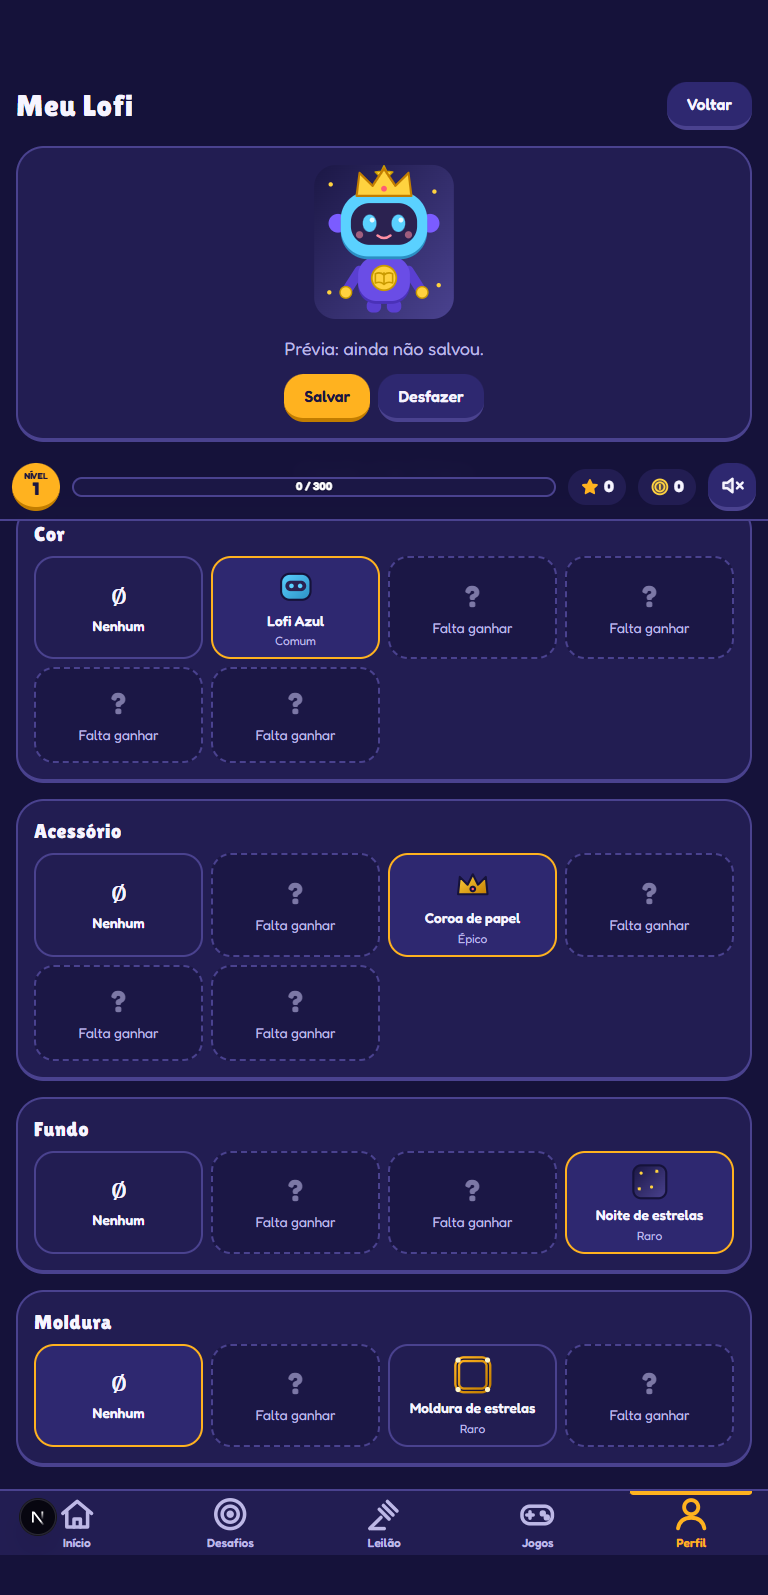 Meu Lofi
Voltar
Prévia: ainda não salvou.
Salvar
Desfazer
NÍVEL
1
0 / 300
0
0
Cor
Ø
Nenhum
Lofi Azul
Comum
?
Falta ganhar
?
Falta ganhar
?
Falta ganhar
?
Falta ganhar
Acessório
Ø
Nenhum
?
Falta ganhar
Coroa de papel
Épico
?
Falta ganhar
?
Falta ganhar
?
Falta ganhar
Fundo
Ø
Nenhum
?
Falta ganhar
?
Falta ganhar
Noite de estrelas
Raro
Moldura
Ø
Nenhum
?
Falta ganhar
Moldura de estrelas
Raro
?
Falta ganhar
N
Início
Desafios
Leilão
Jogos
Perfil